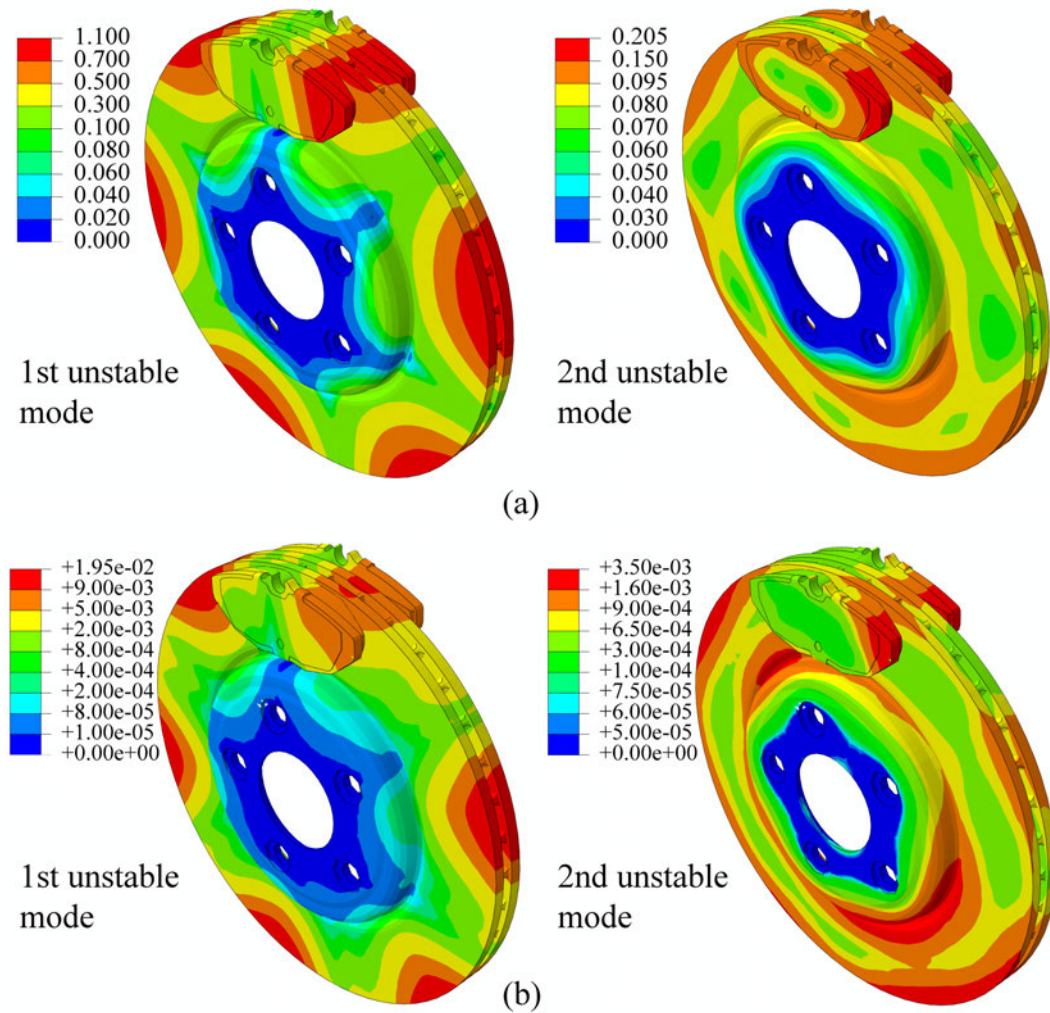 1.100
0.700
0.500
0.300
0.100
0.080
0.060
0.040
0.020
0.000
1st unstable
mode
0.205
0.150
0.095
0.080
0.070
0.060
0.050
0.040
0.030
0.000
2nd unstable
mode
(a)
+1.95e-02
+9.00e-03
+5.00e-03
+2.00e-03
+8.00e-04
+4.00e-04
+2.00e-04
+8.00e-05
+1.00e-05
+0.00e+00
1st unstable
mode
+3.50e-03
+1.60e-03
+9.00e-04
+6.50e-04
+3.00e-04
+1.00e-04
+7.50e-05
+6.00e-05
+5.00e-05
+0.00e+00
2nd unstable
mode
(b)